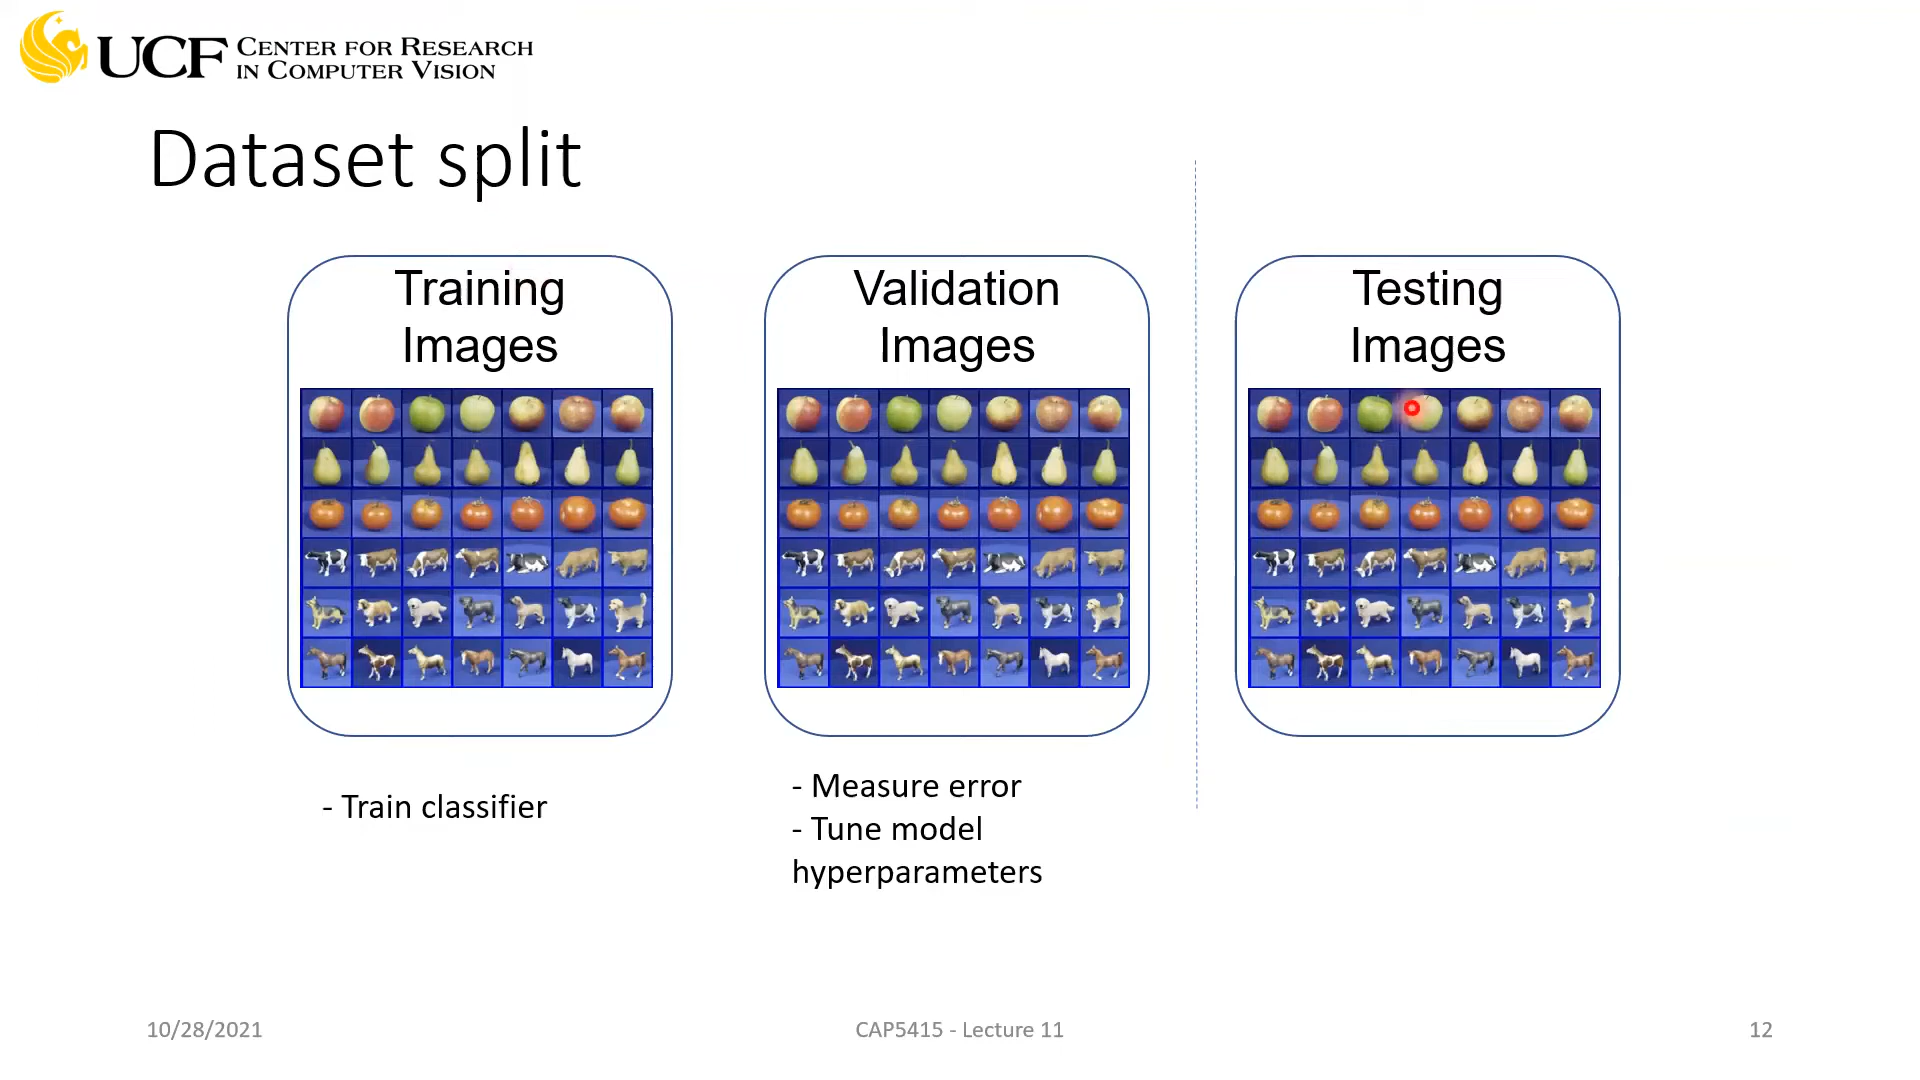 UCF CENTER FOR RESEARCH
IN COMPUTER VISION
Dataset split
Training
Images
Validation
Images
Testing
Images
- Train classifier
- Measure error
- Tune model
hyperparameters
10/28/2021
CAP5415 - Lecture 11
12